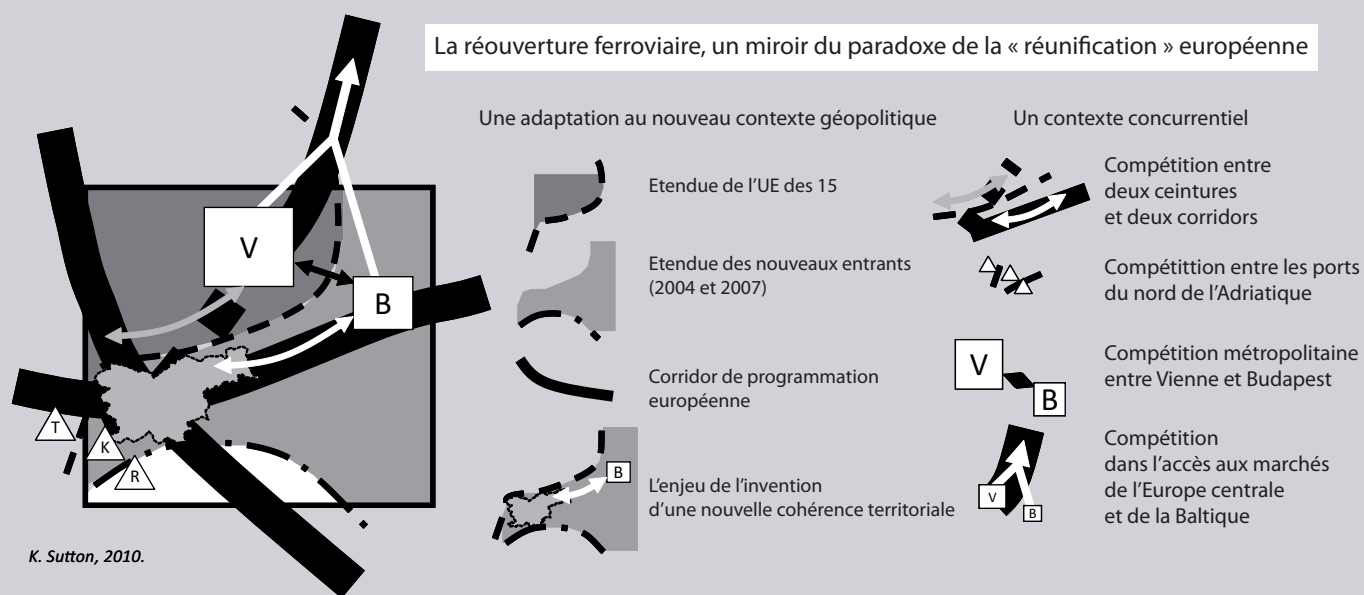 La réouverture ferroviaire, un miroir du paradoxe de la « réunification » européenne
V
B
T
K
R
K. Sutton, 2010.
Une adaptation au nouveau contexte géopolitique
Etendue de l'UE des 15
Etendue des nouveaux entrants
(2004 et 2007)
Corridor de programmation
européenne
B
L'enjeu de l'invention
d'une nouvelle cohérence territoriale
Un contexte concurrentiel
Compétition entre
deux ceintures
et deux corridors
Compétittion entre les ports
du nord de l'Adriatique
V
B
Compétition métropolitaine
entre Vienne et Budapest
V
B
Compétition
dans l'accès aux marchés
de l'Europe centrale
et de la Baltique